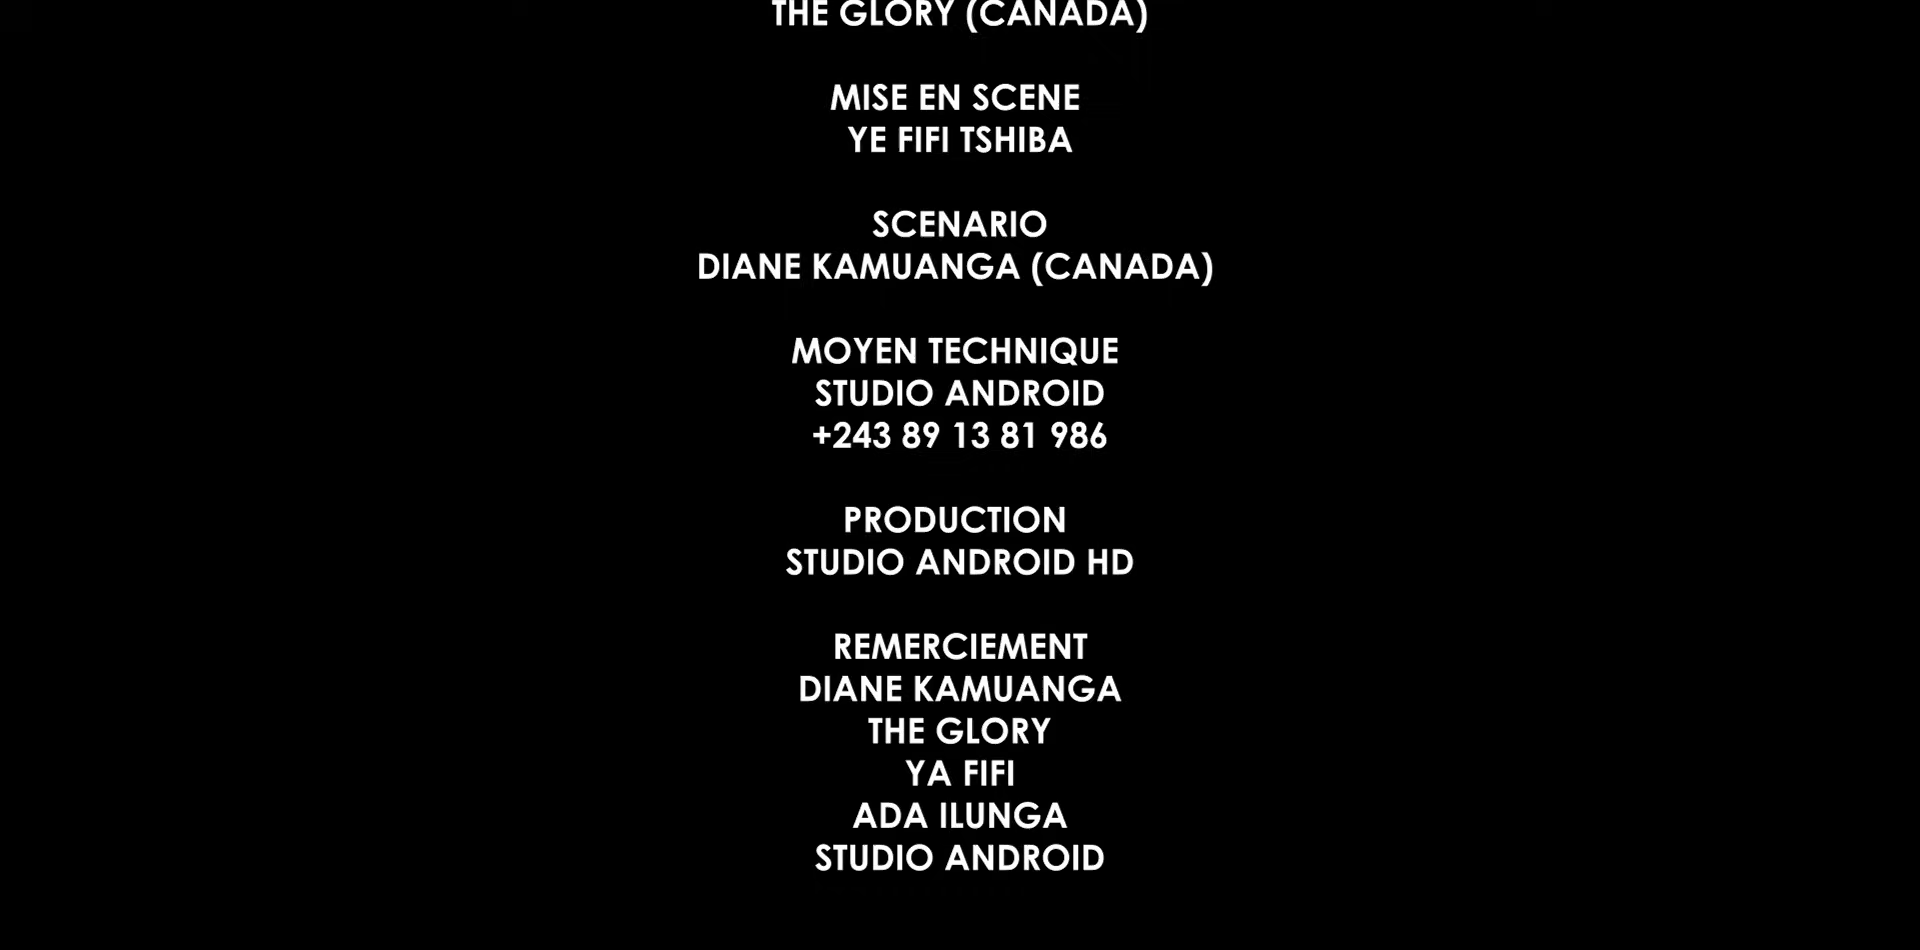 THE GLORY (CANADA)
MISE EN SCENE
YE FIFI TSHIBA
SCENARIO
DIANE KAMUANGA (CANADA)
MOYEN TECHNIQUE
STUDIO ANDROID
+243 89 13 81 986
PRODUCTION
STUDIO ANDROID HD
REMERCIEMENT
DIANE KAMUANGA
THE GLORY
YA FIFI
ADA ILUNGA
STUDIO ANDROID